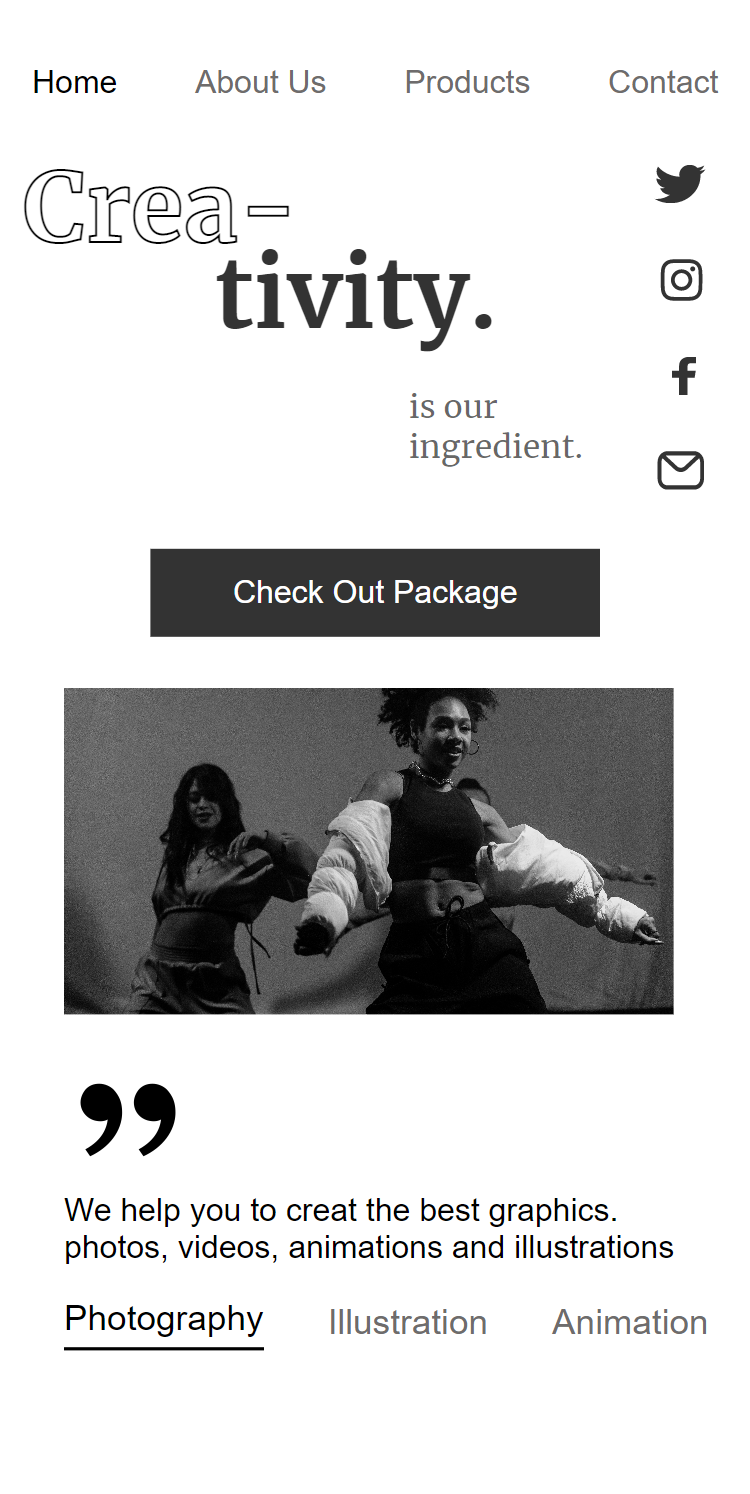 Home About Us Products Contact
Crea-
tivity.
is our
ingredient.
Check Out Package
”
We help you to creat the best graphics.
photos, videos, animations and illustrations
Photography Illustration Animation